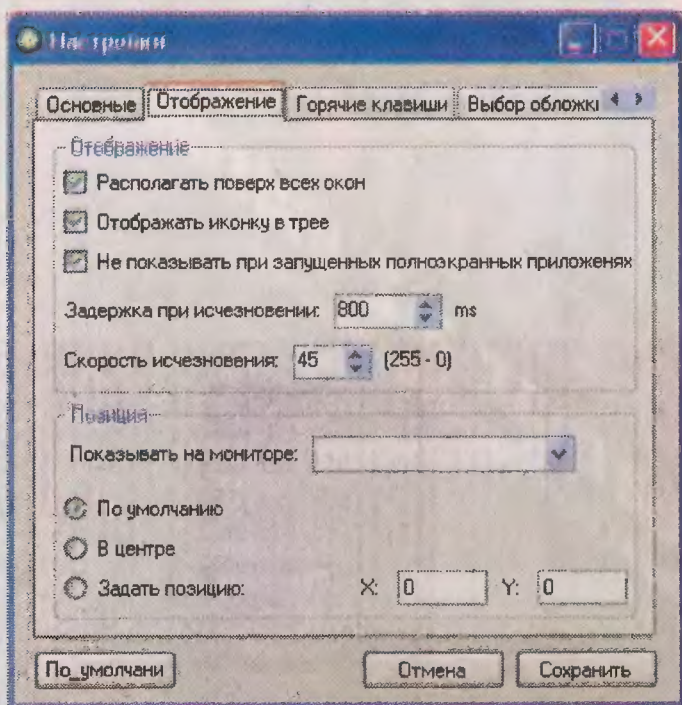 Настройки
Основные Отображение Горячие клавиши Выбор обложки
Отображение
Располагать поверх всех окон
Отображать иконку в трее
Не показывать при запущенных полноэкранных приложенях
Задержка при исчезновении: 800 ms
Скорость исчезновения: 45 (255 - 0)
Позиция
Показывать на мониторе:
По умолчанию
В центре
Задать позицию: X: 0 Y: 0
По_умолчани Отмена Сохранить